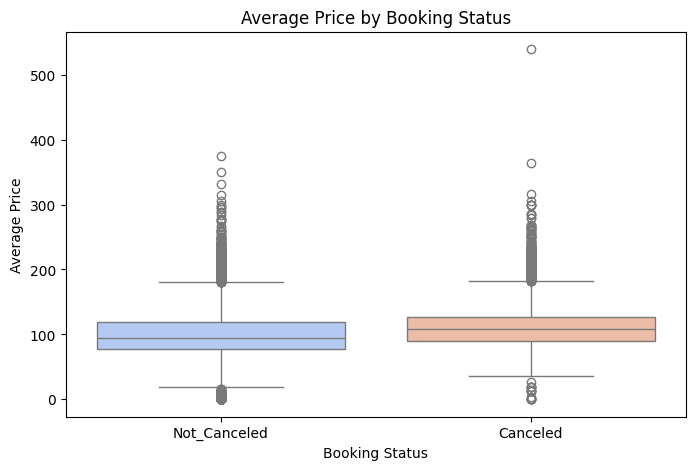 Average Price by Booking Status
Average Price
500
400
300
200
100
0
Not_Canceled
Canceled
Booking Status